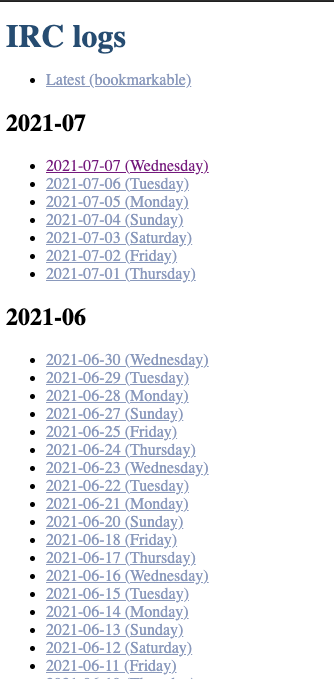 IRC logs
Latest (bookmarkable)
2021-07
2021-07-07 (Wednesday)
2021-07-06 (Tuesday)
2021-07-05 (Monday)
2021-07-04 (Sunday)
2021-07-03 (Saturday)
2021-07-02 (Friday)
2021-07-01 (Thursday)
2021-06
2021-06-30 (Wednesday)
2021-06-29 (Tuesday)
2021-06-28 (Monday)
2021-06-27 (Sunday)
2021-06-25 (Friday)
2021-06-24 (Thursday)
2021-06-23 (Wednesday)
2021-06-22 (Tuesday)
2021-06-21 (Monday)
2021-06-20 (Sunday)
2021-06-18 (Friday)
2021-06-17 (Thursday)
2021-06-16 (Wednesday)
2021-06-15 (Tuesday)
2021-06-14 (Monday)
2021-06-13 (Sunday)
2021-06-12 (Saturday)
2021-06-11 (Friday)